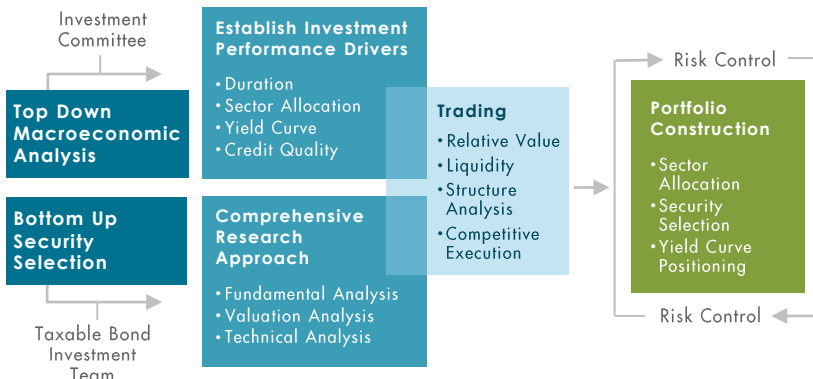 Investment
Committee
Top Down
Macroeconomic
Analysis
Bottom Up
Security
Selection
Taxable Bond
Investment
Team
Establish Investment
Performance Drivers
• Duration
• Sector Allocation
• Yield Curve
• Credit Quality
Comprehensive
Research
Approach
• Fundamental Analysis
• Valuation Analysis
• Technical Analysis
Trading
• Relative Value
• Liquidity
• Structure
Analysis
• Competitive
Execution
Risk Control
Portfolio
Construction
• Sector
Allocation
• Security
Selection
• Yield Curve
Positioning
Risk Control